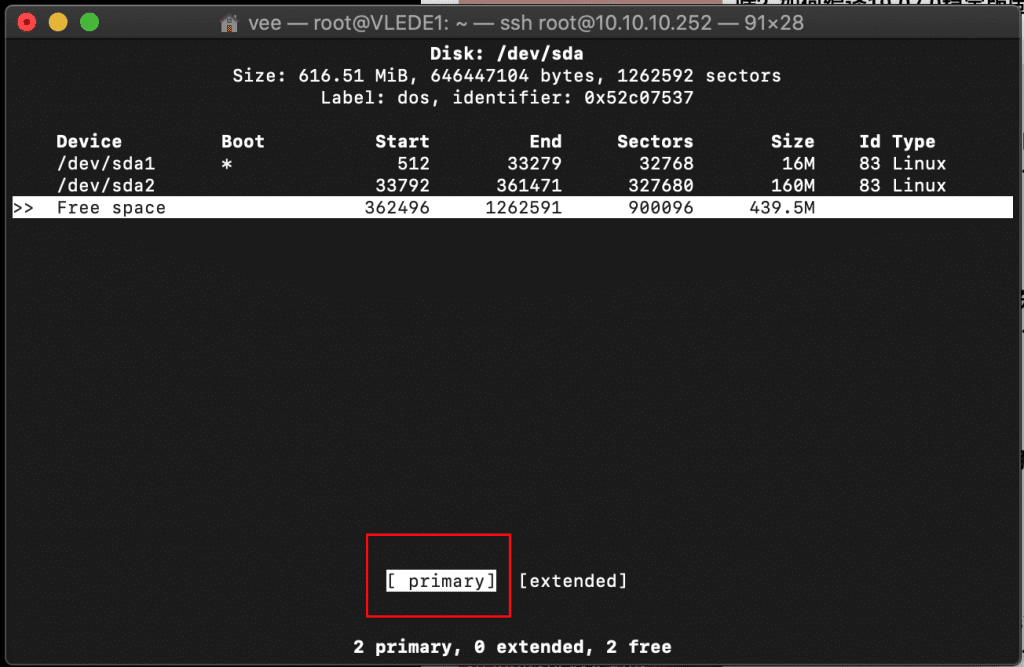 vee — root@VLEDE1: ~ — ssh root@10.10.10.252 — 91×28
Disk: /dev/sda
Size: 616.51 MiB, 646447104 bytes, 1262592 sectors
Label: dos, identifier: 0x52c07537
Device Boot Start End Sectors Size Id Type
/dev/sda1 * 512 33279 32768 16M 83 Linux
/dev/sda2 33792 361471 327680 160M 83 Linux
>> Free space 362496 1262591 900096 439.5M
[ primary] [extended]
2 primary, 0 extended, 2 free